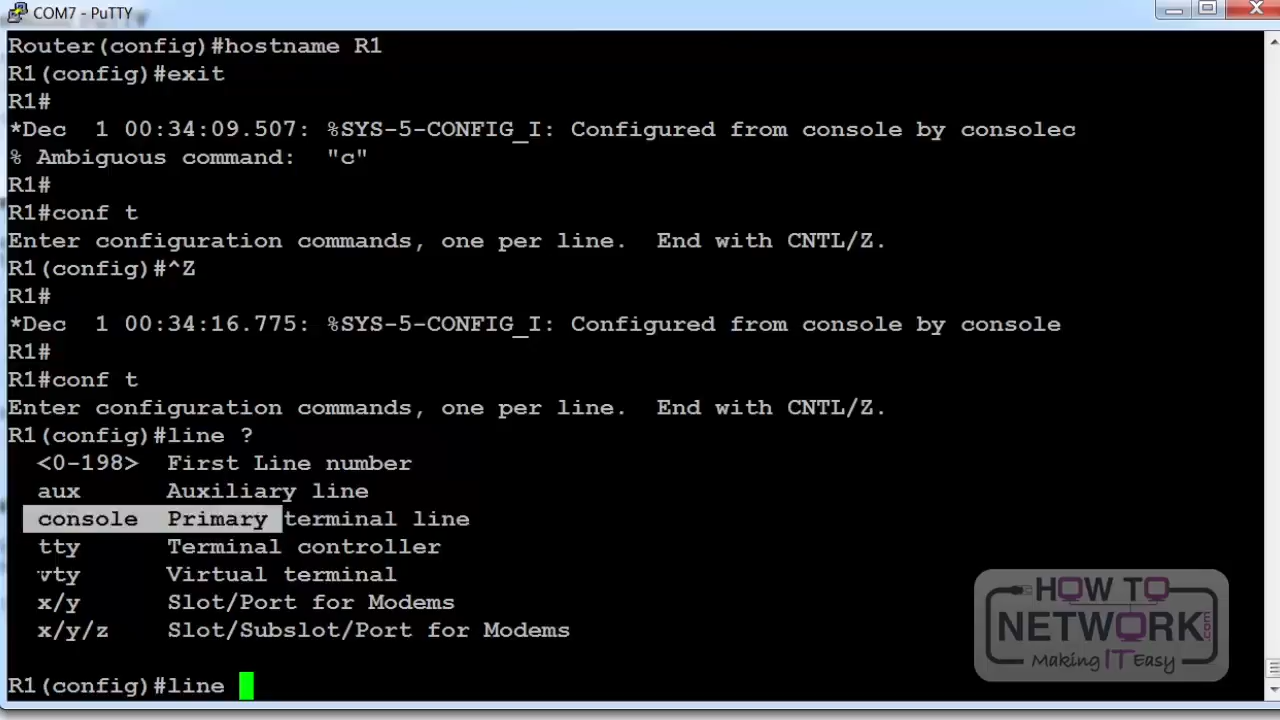 COM7 - PuTTY
Router(config)#hostname R1
R1(config)#exit
R1#
*Dec  1 00:34:09.507: %SYS-5-CONFIG_I: Configured from console by consolec
% Ambiguous command:  "c"
R1#
R1#conf t
Enter configuration commands, one per line.  End with CNTL/Z.
R1(config)#^Z
R1#
*Dec  1 00:34:16.775: %SYS-5-CONFIG_I: Configured from console by console
R1#
R1#conf t
Enter configuration commands, one per line.  End with CNTL/Z.
R1(config)#line ?
  <0-198>  First Line number
  aux      Auxiliary line
  console  Primary terminal line
  tty      Terminal controller
  vty      Virtual terminal
  x/y      Slot/Port for Modems
  x/y/z    Slot/Subslot/Port for Modems
R1(config)#line
HOW TO
NETWORK.com
Making IT Easy